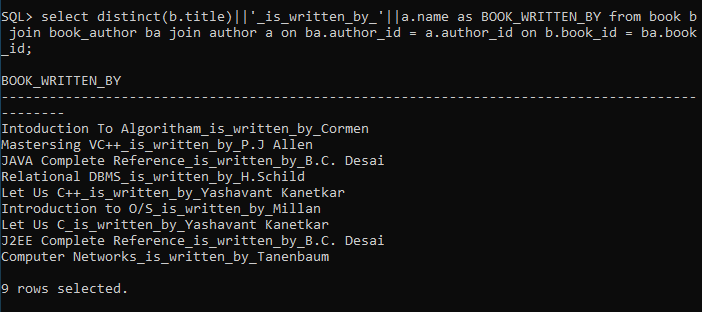 SQL> select distinct(b.title)||'_is_written_by_'||a.name as BOOK_WRITTEN_BY from book b
 join book_author ba join author a on ba.author_id = a.author_id on b.book_id = ba.book
_id;
BOOK_WRITTEN_BY
--------------------------------------------------------------------------------
--------
Intoduction To Algoritham_is_written_by_Cormen
Mastersing VC++_is_written_by_P.J Allen
JAVA Complete Reference_is_written_by_B.C. Desai
Relational DBMS_is_written_by_H.Schild
Let Us C++_is_written_by_Yashavant Kanetkar
Introduction to O/S_is_written_by_Millan
Let Us C_is_written_by_Yashavant Kanetkar
J2EE Complete Reference_is_written_by_B.C. Desai
Computer Networks_is_written_by_Tanenbaum
9 rows selected.